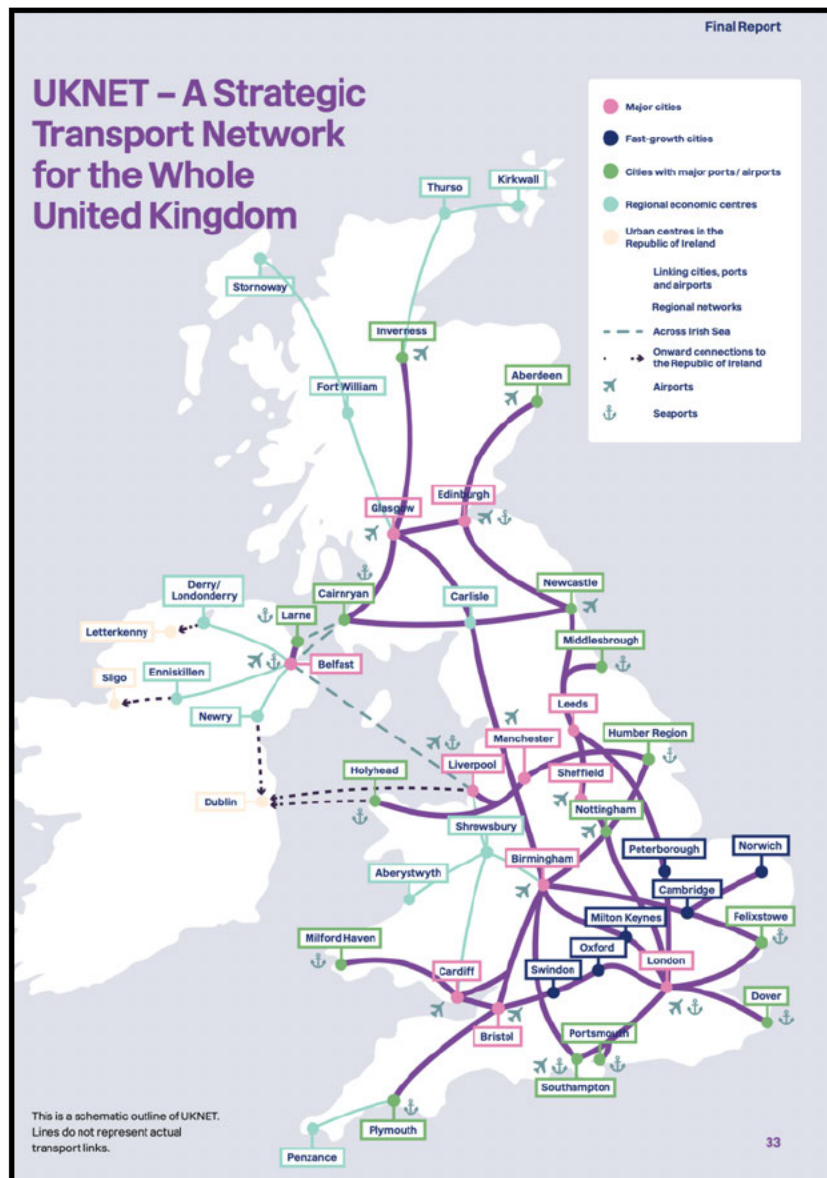 Final Report
UKNET – A Strategic
Transport Network
for the Whole
United Kingdom
Major cities
Fast-growth cities
Cities with major ports / airports
Regional economic centres
Urban centres in the
Republic of Ireland
Linking cities, ports
and airports
Regional networks
Across Irish Sea
Onward connections to
the Republic of Ireland
Airports
Seaports
Kirkwall
Thurso
Stornoway
Inverness
Aberdeen
Fort William
Edinburgh
Glasgow
Derry/
Londonderry
Larne
Cairnryan
Carlisle
Newcastle
Letterkenny
Middlesbrough
Sligo
Enniskillen
Belfast
Newry
Leeds
Humber Region
Manchester
Liverpool
Holyhead
Sheffield
Dublin
Nottingham
Shrewsbury
Peterborough
Norwich
Birmingham
Aberystwyth
Cambridge
Milton Keynes
Felixstowe
Milford Haven
Oxford
Cardiff
Swindon
London
Dover
Bristol
Portsmouth
Southampton
Plymouth
Penzance
This is a schematic outline of UKNET.
Lines do not represent actual
transport links.
33